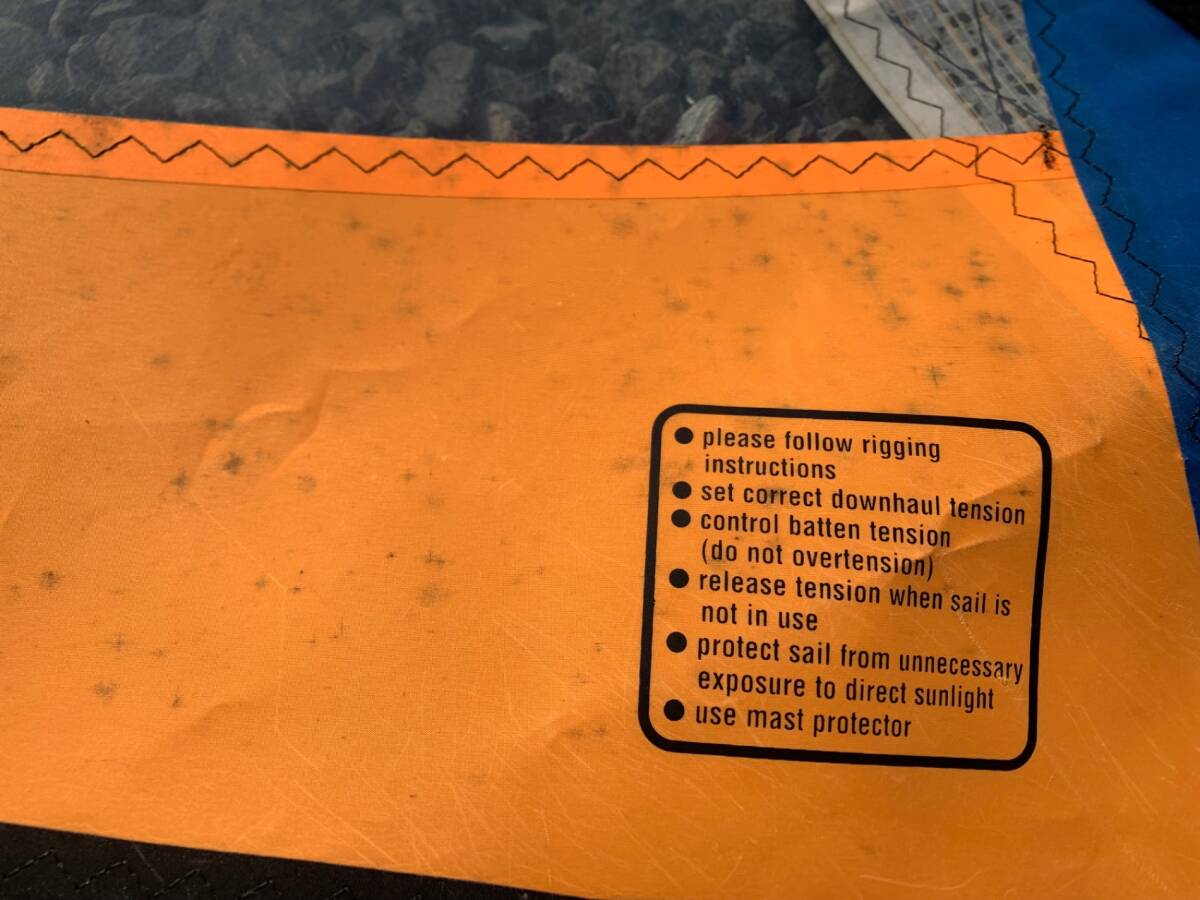 ● please follow rigging
instructions
● set correct downhaul tension
● control batten tension
(do not overtension)
● release tension when sail is
not in use
● protect sail from unnecessary
exposure to direct sunlight
● use mast protector